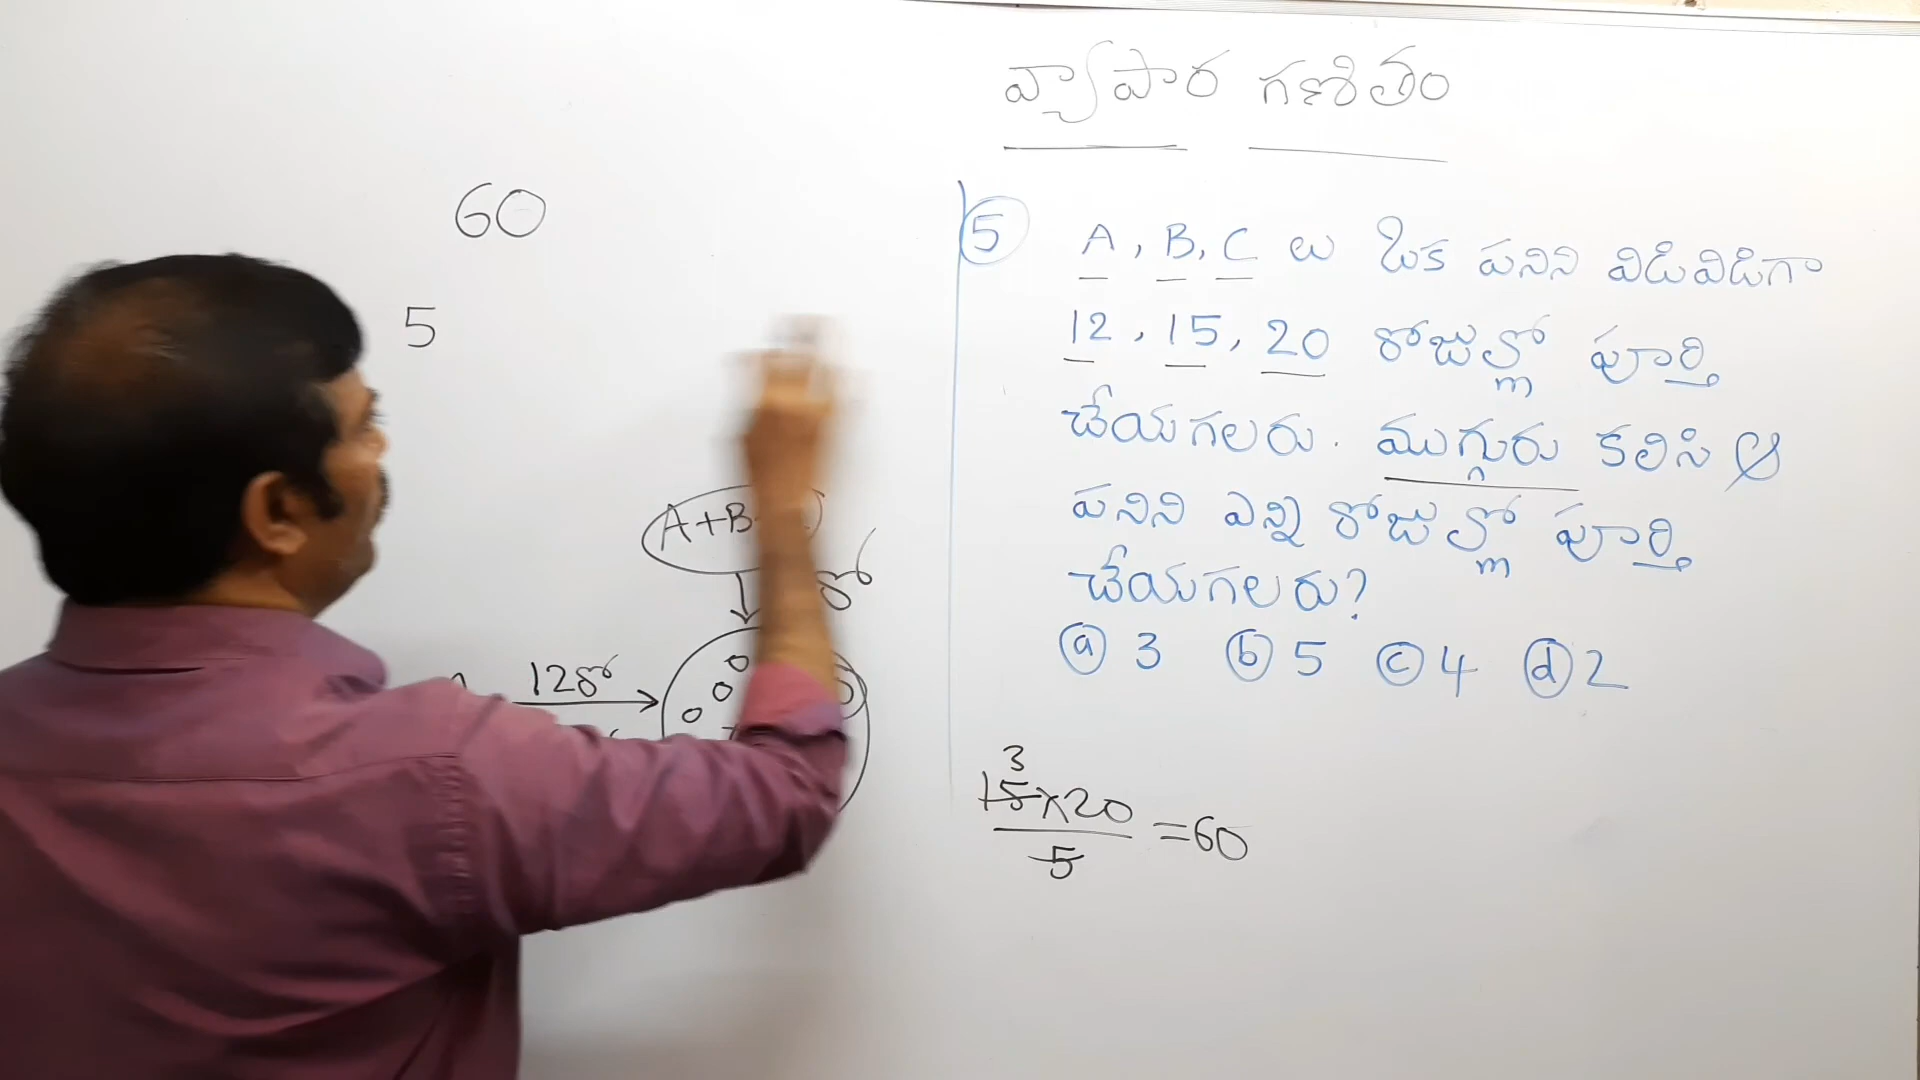 వ్యాపార గణితం
60
5
A+B
12రో
⑤ A, B, C లు ఒక పనిని విడివిడిగా
12, 15, 20 రోజుల్లో పూర్తి
చేయగలరు. ముగ్గురు కలిసి ఆ
పనిని ఎన్ని రోజుల్లో పూర్తి
చేయగలరు?
ⓐ 3 ⓑ 5 ⓒ 4 ⓓ 2
3
15×20
5
=60